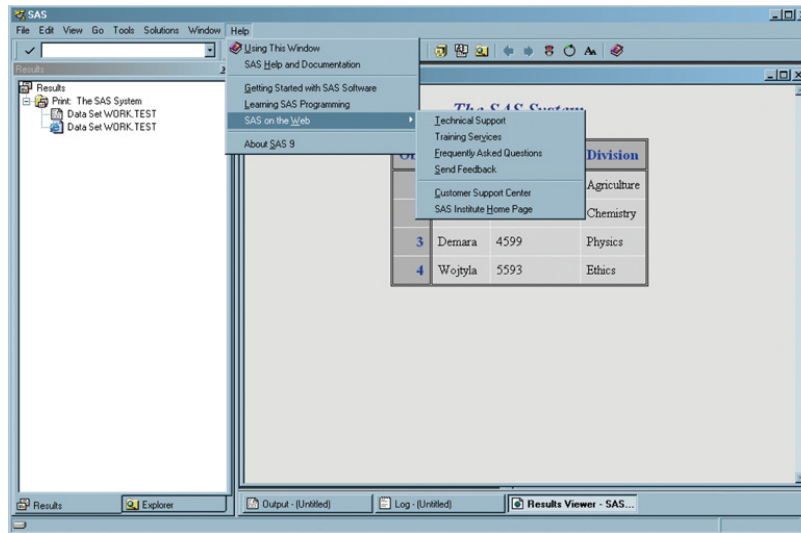 SAS
File Edit View Go Tools Solutions Window Help
Results
Results
Print: The SAS System
Data Set WORK.TEST
Data Set WORK.TEST
Using This Window
SAS Help and Documentation
Getting Started with SAS Software
Learning SAS Programming
SAS on the Web
About SAS 9
Technical Support
Training Services
Frequently Asked Questions
Send Feedback
Customer Support Center
SAS Institute Home Page
The SAS System
Division
Agriculture
Chemistry
3 Demara 4599 Physics
4 Wojtyla 5593 Ethics
Results Explorer
Output - (Untitled) Log - (Untitled) Results Viewer - SAS...